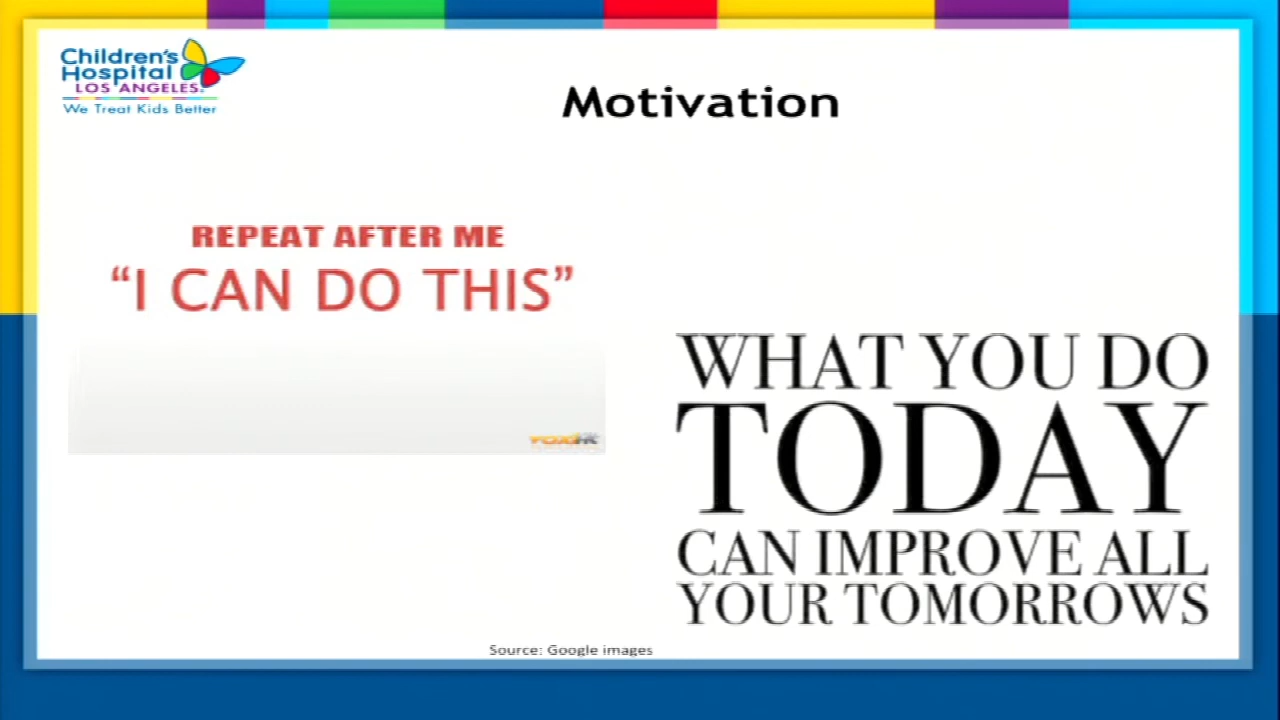 Children's
Hospital
LOS ANGELES
We Treat Kids Better
Motivation
REPEAT AFTER ME
“I CAN DO THIS”
WHAT YOU DO
TODAY
CAN IMPROVE ALL
YOUR TOMORROWS
Source: Google images